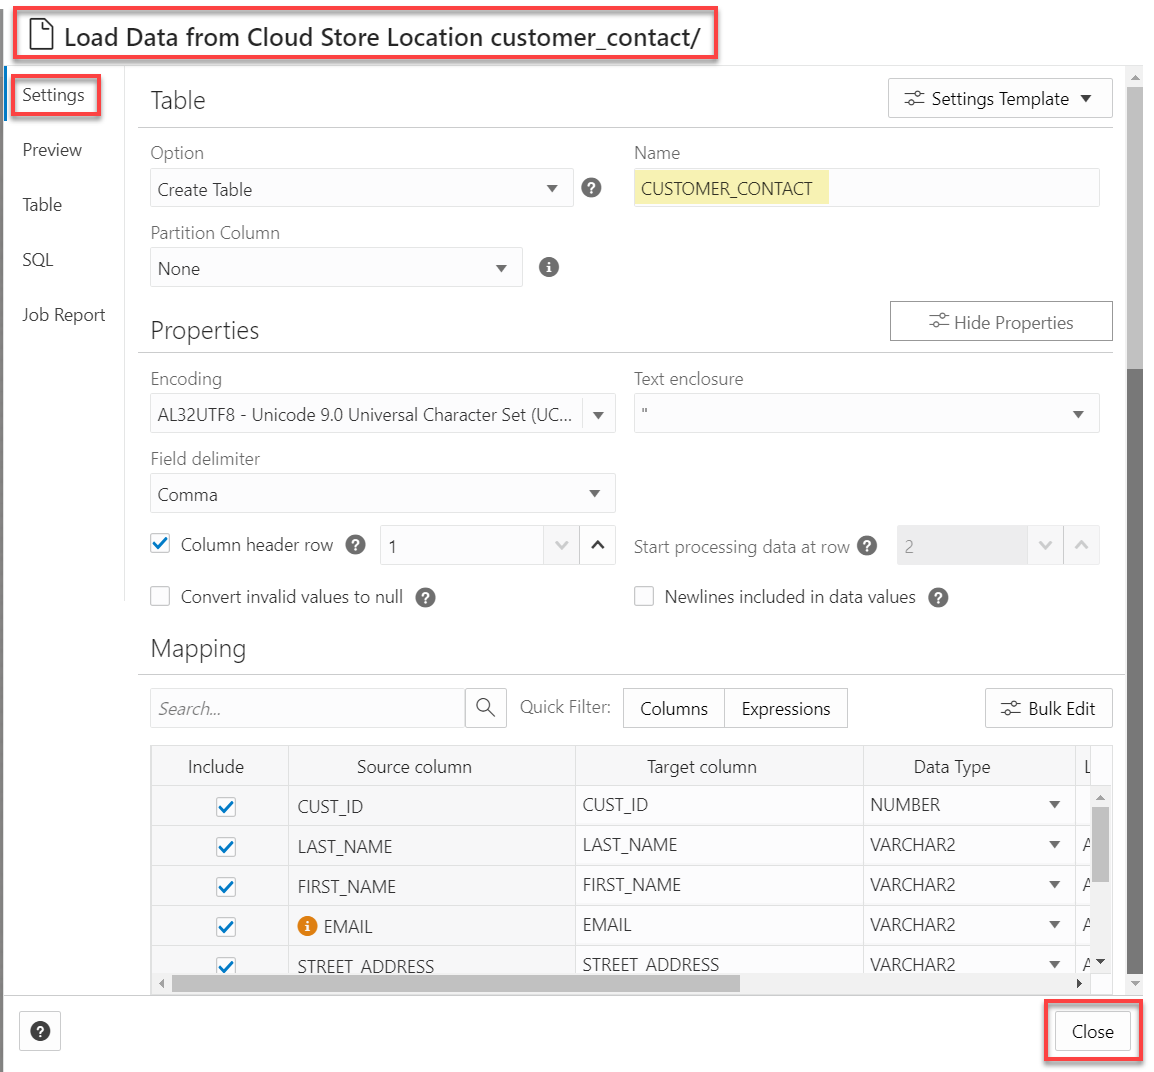 Load Data from Cloud Store Location customer_contact/
Settings
Preview
Table
SQL
Job Report
Table
Settings Template
Option
Name
Create Table
?
CUSTOMER_CONTACT
Partition Column
None
i
Properties
Hide Properties
Encoding
Text enclosure
AL32UTF8 - Unicode 9.0 Universal Character Set (UC...
"
Field delimiter
Comma
Column header row ? 1
Start processing data at row ? 2
Convert invalid values to null ?
Newlines included in data values ?
Mapping
Search...
Quick Filter: Columns Expressions
Bulk Edit
Include Source column Target column Data Type
CUST_ID CUST_ID NUMBER
LAST_NAME LAST_NAME VARCHAR2
FIRST_NAME FIRST_NAME VARCHAR2
i EMAIL EMAIL VARCHAR2
STREET_ADDRESS STREET_ADDRESS VARCHAR2
?
Close